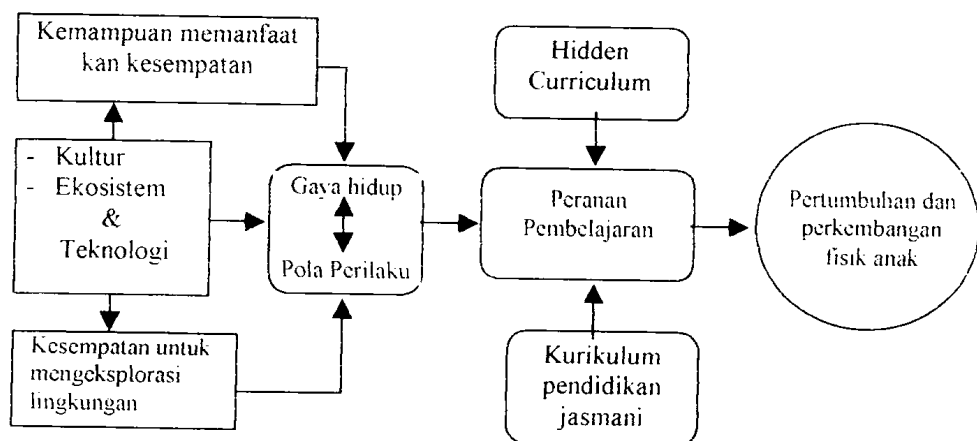 Kemampuan memanfaat
kan kesempatan
- Kultur
- Ekosistem
&
Teknologi
Kesempatan untuk
mengeksplorasi
lingkungan
Gaya hidup
Pola Perilaku
Hidden
Curriculum
Peranan
Pembelajaran
Kurikulum
pendidikan
jasmani
Pertumbuhan dan
perkembangan
fisik anak